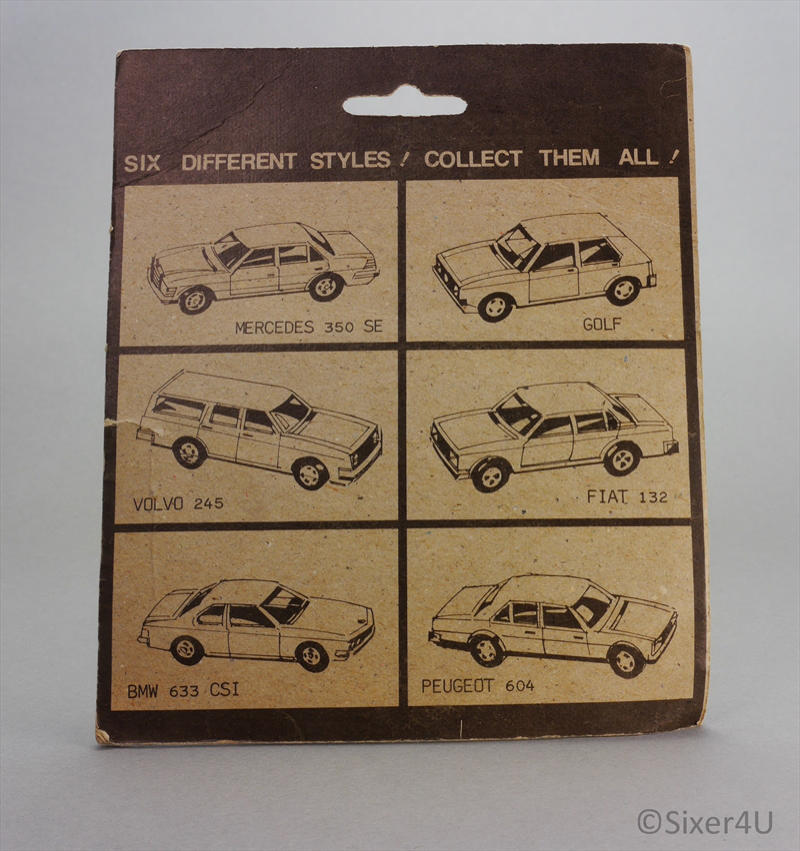 SIX DIFFERENT STYLES! COLLECT THEM ALL!
MERCEDES 350 SE
GOLF
VOLVO 245
FIAT 132
BMW 633 CSI
PEUGEOT 604
©Sixer4U